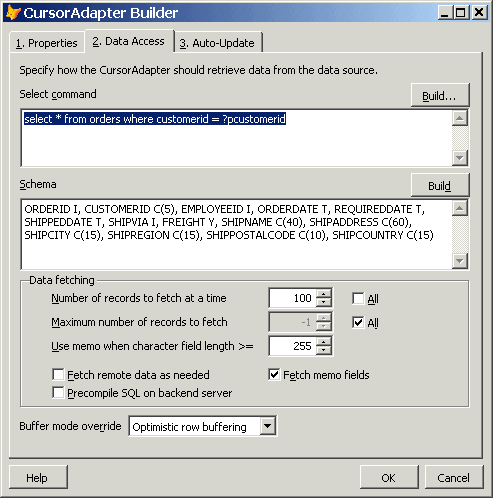 CursorAdapter Builder
1. Properties
2. Data Access
3. Auto-Update
Specify how the CursorAdapter should retrieve data from the data source.
Select command
Build...
select * from orders where customerid = ?pcustomerid
Schema
Build
ORDERID I, CUSTOMERID C(5), EMPLOYEEID I, ORDERDATE T, REQUIREDDATE T,
SHIPPEDDATE T, SHIPVIA I, FREIGHT Y, SHIPNAME C(40), SHIPADDRESS C(60),
SHIPCITY C(15), SHIPREGION C(15), SHIPPOSTALCODE C(10), SHIPCOUNTRY C(15)
Data fetching
Number of records to fetch at a time
100
All
Maximum number of records to fetch
-1
All
Use memo when character field length >=
255
Fetch remote data as needed
Fetch memo fields
Precompile SQL on backend server
Buffer mode override
Optimistic row buffering
Help
OK
Cancel